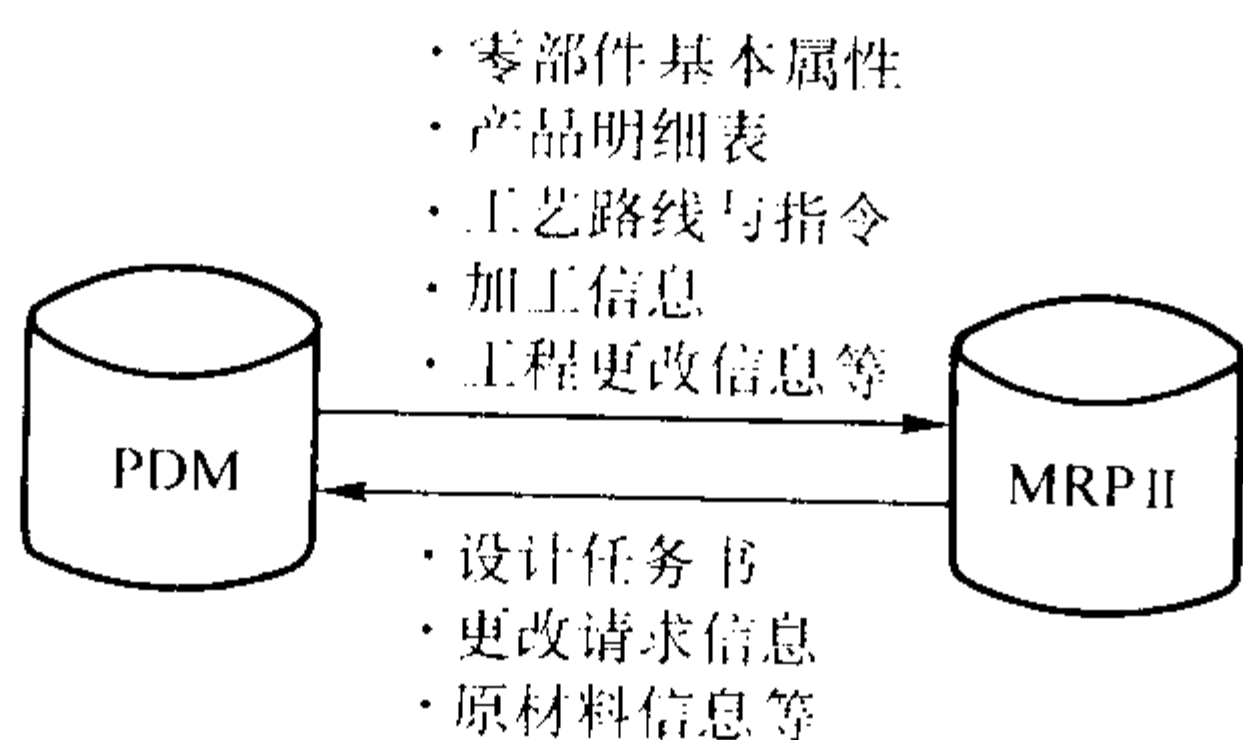 ·零部件基本属性
·产品明细表
·工艺路线与指令
·加工信息
·工程更改信息等
PDM
MRPⅡ
·设计任务书
·更改请求信息
·原材料信息等